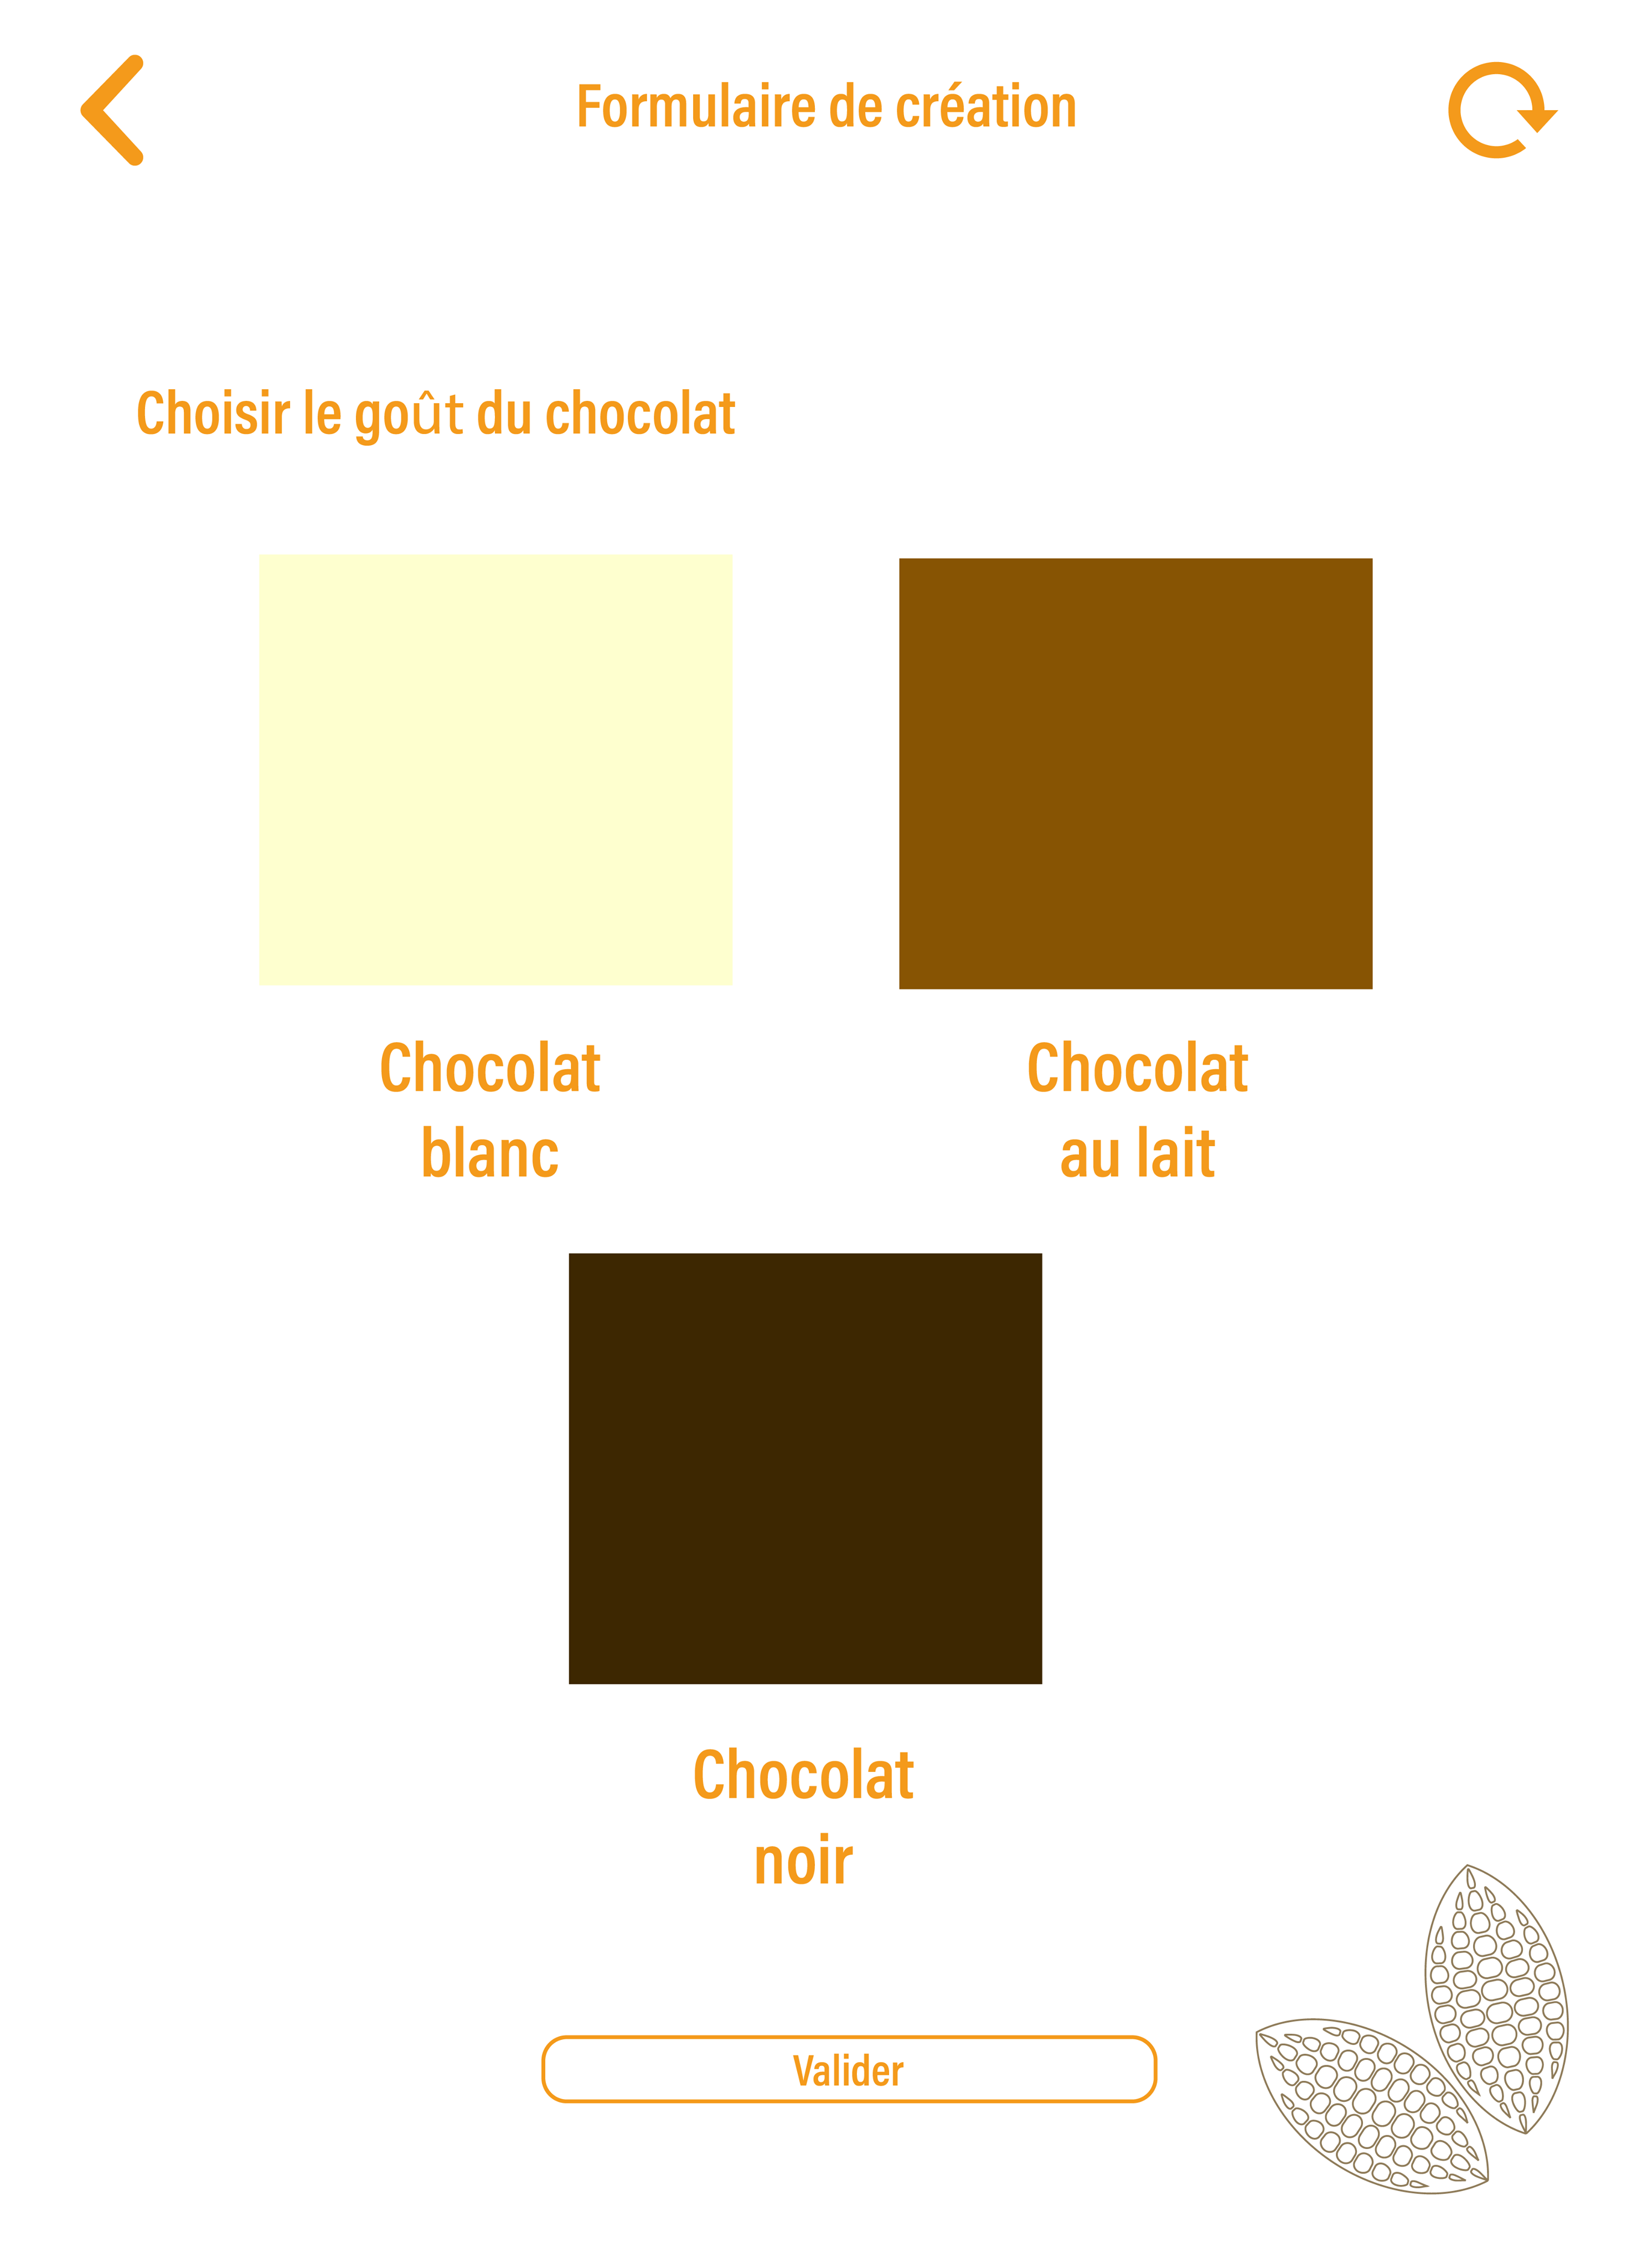 Formulaire de création
Choisir le goût du chocolat
Chocolat
blanc
Chocolat
au lait
Chocolat
noir
Valider